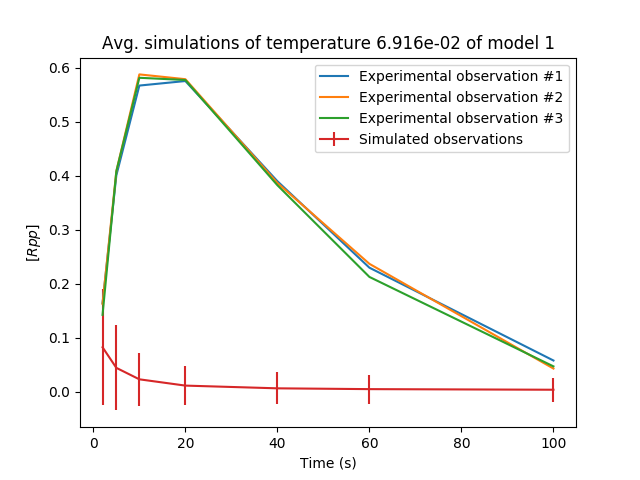 Avg. simulations of temperature 6.916e-02 of model 1
Experimental observation #1
Experimental observation #2
Experimental observation #3
Simulated observations
[Rpp]
0.6
0.5
0.4
0.3
0.2
0.1
0.0
0 20 40 60 80 100
Time (s)